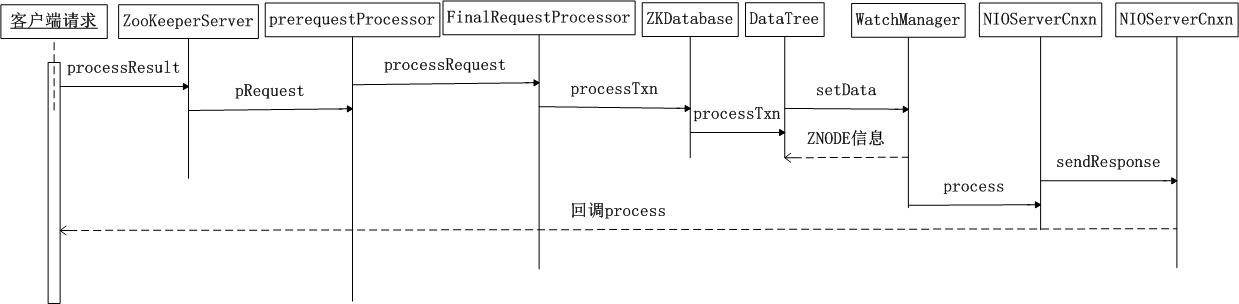 客户端请求
ZooKeeperServer
prerequestProcessor
FinalRequestProcessor
ZKDatabase
DataTree
WatchManager
NIOServerCnxn
NIOServerCnxn
processResult
pRequest
processRequest
processTxn
processTxn
setData
ZNODE信息
process
sendResponse
回调process